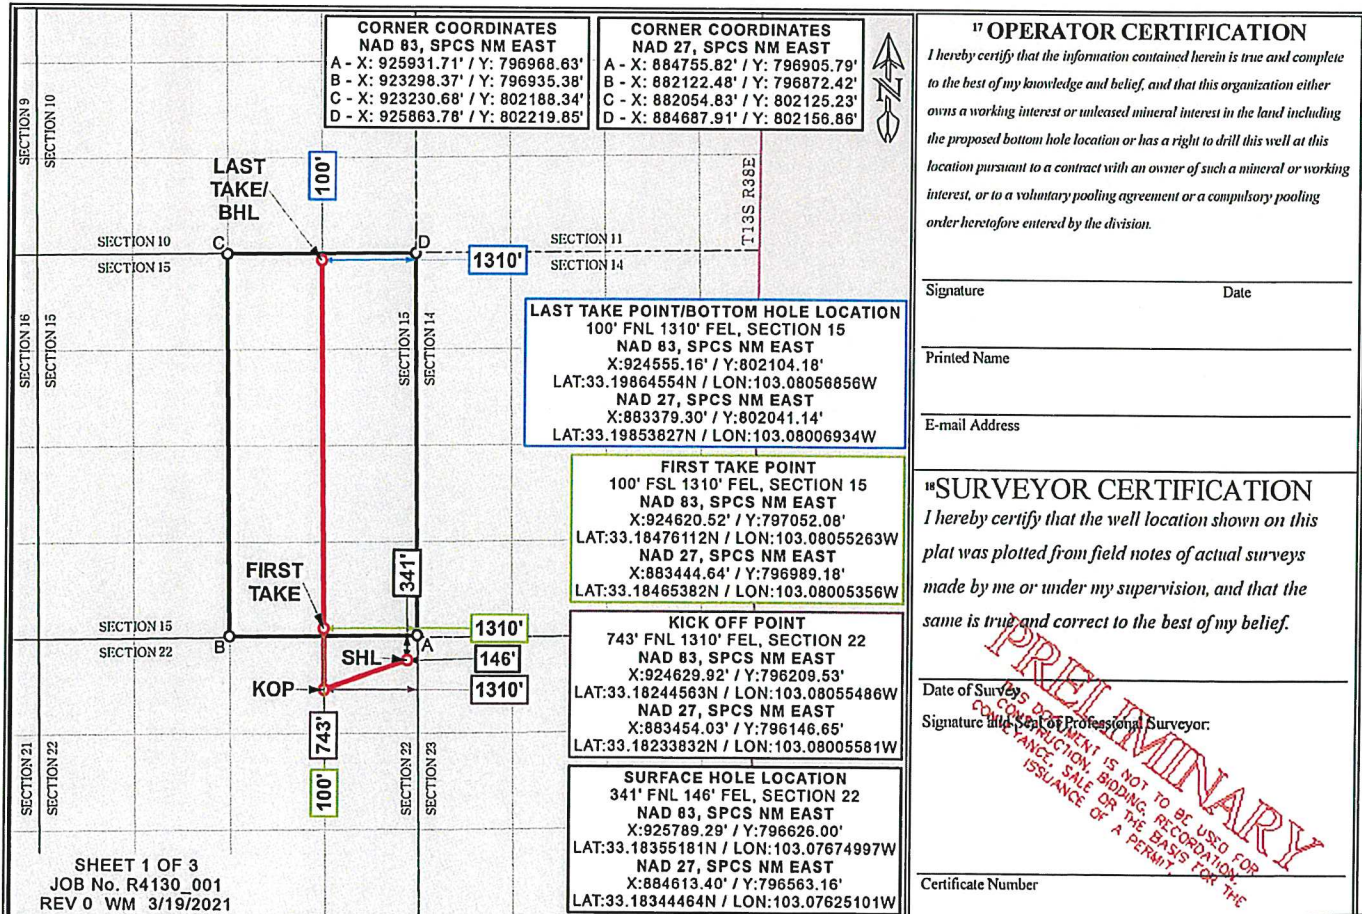 CORNER COORDINATES
NAD 83, SPCS NM EAST
A - X: 925931.71' / Y: 796968.63'
B - X: 923298.37' / Y: 796935.38'
C - X: 923230.68' / Y: 802188.34'
D - X: 925863.78' / Y: 802219.85'
CORNER COORDINATES
NAD 27, SPCS NM EAST
A - X: 884755.82' / Y: 796905.79'
B - X: 882122.48' / Y: 796872.42'
C - X: 882054.83' / Y: 802125.23'
D - X: 884687.91' / Y: 802156.86'
N
SECTION 9
SECTION 10
LAST
TAKE/
BHL
100'
T13S R38E
SECTION 10
SECTION 15
C
D
1310'
SECTION 11
SECTION 14
SECTION 16
SECTION 15
SECTION 15
SECTION 14
LAST TAKE POINT/BOTTOM HOLE LOCATION
100' FNL 1310' FEL, SECTION 15
NAD 83, SPCS NM EAST
X:924555.16' / Y:802104.18'
LAT:33.19864554N / LON:103.08056856W
NAD 27, SPCS NM EAST
X:883379.30' / Y:802041.14'
LAT:33.19853827N / LON:103.08006934W
FIRST TAKE POINT
100' FSL 1310' FEL, SECTION 15
NAD 83, SPCS NM EAST
X:924620.52' / Y:797052.08'
LAT:33.18476112N / LON:103.08055263W
NAD 27, SPCS NM EAST
X:883444.64' / Y:796989.18'
LAT:33.18465382N / LON:103.08005356W
FIRST
TAKE
341'
SECTION 15
SECTION 22
B
A
1310'
SHL
146'
KOP
1310'
743'
100'
SECTION 21
SECTION 22
SECTION 22
SECTION 23
KICK OFF POINT
743' FNL 1310' FEL, SECTION 22
NAD 83, SPCS NM EAST
X:924629.92' / Y:796209.53'
LAT:33.18244563N / LON:103.08055486W
NAD 27, SPCS NM EAST
X:883454.03' / Y:796146.65'
LAT:33.18233832N / LON:103.08005581W
SURFACE HOLE LOCATION
341' FNL 146' FEL, SECTION 22
NAD 83, SPCS NM EAST
X:925789.29' / Y:796626.00'
LAT:33.18355181N / LON:103.07674997W
NAD 27, SPCS NM EAST
X:884613.40' / Y:796563.16'
LAT:33.18344464N / LON:103.07625101W
SHEET 1 OF 3
JOB No. R4130_001
REV 0 WM 3/19/2021
17 OPERATOR CERTIFICATION
I hereby certify that the information contained herein is true and complete
to the best of my knowledge and belief, and that this organization either
owns a working interest or unleased mineral interest in the land including
the proposed bottom hole location or has a right to drill this well at this
location pursuant to a contract with an owner of such a mineral or working
interest, or to a voluntary pooling agreement or a compulsory pooling
order heretofore entered by the division.
Signature Date
Printed Name
E-mail Address
18 SURVEYOR CERTIFICATION
I hereby certify that the well location shown on this
plat was plotted from field notes of actual surveys
made by me or under my supervision, and that the
same is true and correct to the best of my belief.
Date of Survey
Signature and Seal of Professional Surveyor:
PRELIMINARY
THIS DOCUMENT IS NOT TO BE USED FOR
CONSTRUCTION, BIDDING, RECORDATION,
CONVEYANCE, SALE OR THE BASIS FOR THE
ISSUANCE OF A PERMIT.
Certificate Number